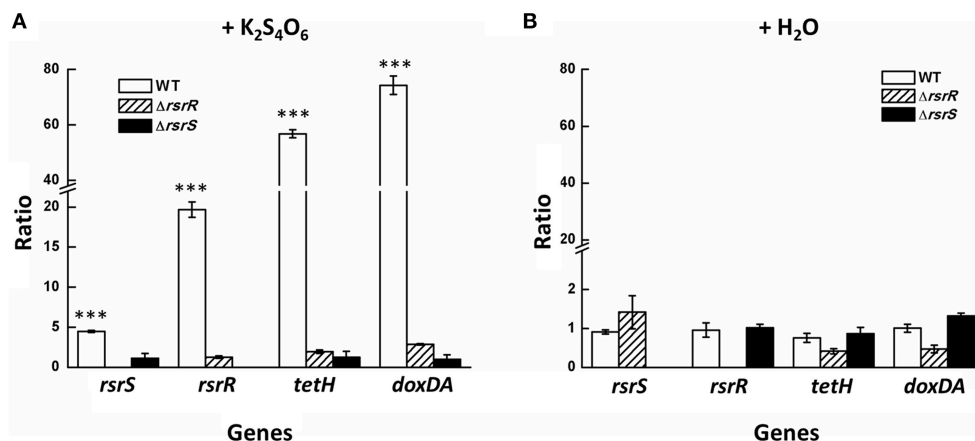 A
+ K₂S₄O₆
80
60
40
20
15
10
5
0
Ratio
WT
ΔrsrR
ΔrsrS
***
***
***
***
rsrS rsrR tetH doxDA
Genes
B
+ H₂O
80
60
40
20
2
1
0
Ratio
WT
ΔrsrR
ΔrsrS
rsrS rsrR tetH doxDA
Genes